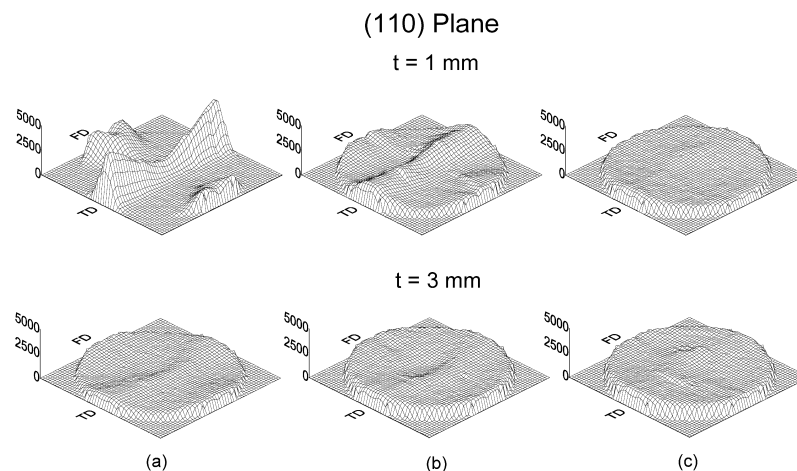 (110) Plane
t = 1 mm
5000
2500
0
FD
TD
5000
2500
0
FD
TD
5000
2500
0
FD
TD
t = 3 mm
5000
2500
0
FD
TD
5000
2500
0
FD
TD
5000
2500
0
FD
TD
(a)
(b)
(c)